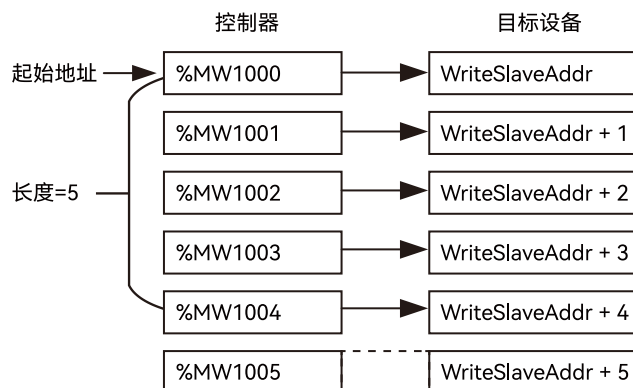 控制器 目标设备
起始地址 %MW1000 WriteSlaveAddr
%MW1001 WriteSlaveAddr + 1
长度=5 %MW1002 WriteSlaveAddr + 2
%MW1003 WriteSlaveAddr + 3
%MW1004 WriteSlaveAddr + 4
%MW1005 WriteSlaveAddr + 5